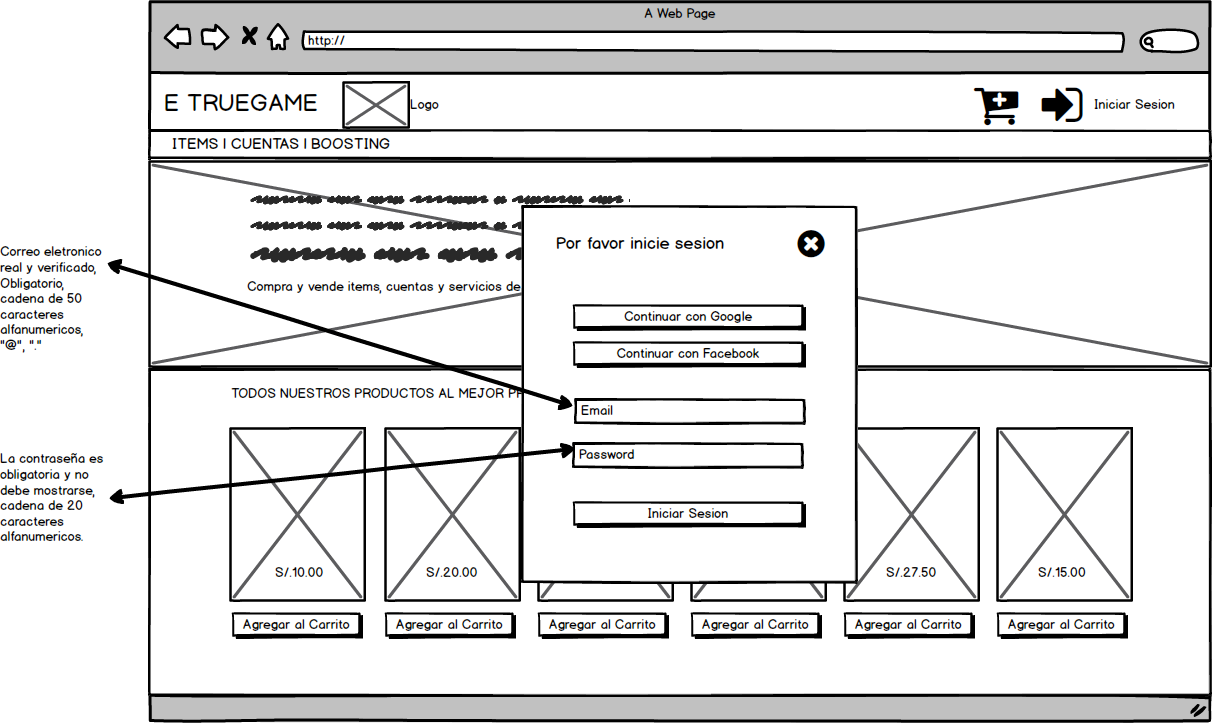 A Web Page
http://
E TRUEGAME
Logo
Iniciar Sesion
ITEMS | CUENTAS | BOOSTING
Compra y vende items, cuentas y servicios de
Por favor inicie sesion
Continuar con Google
Continuar con Facebook
Email
Password
Iniciar Sesion
Correo eletronico
real y verificado,
Obligatorio,
cadena de 50
caracteres
alfanumericos,
"@", "."
La contraseña es
obligatoria y no
debe mostrarse,
cadena de 20
caracteres
alfanumericos.
TODOS NUESTROS PRODUCTOS AL MEJOR
S/.10.00
S/.20.00
S/.27.50
S/.15.00
Agregar al Carrito
Agregar al Carrito
Agregar al Carrito
Agregar al Carrito
Agregar al Carrito
Agregar al Carrito